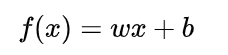 f(x) = wx + b